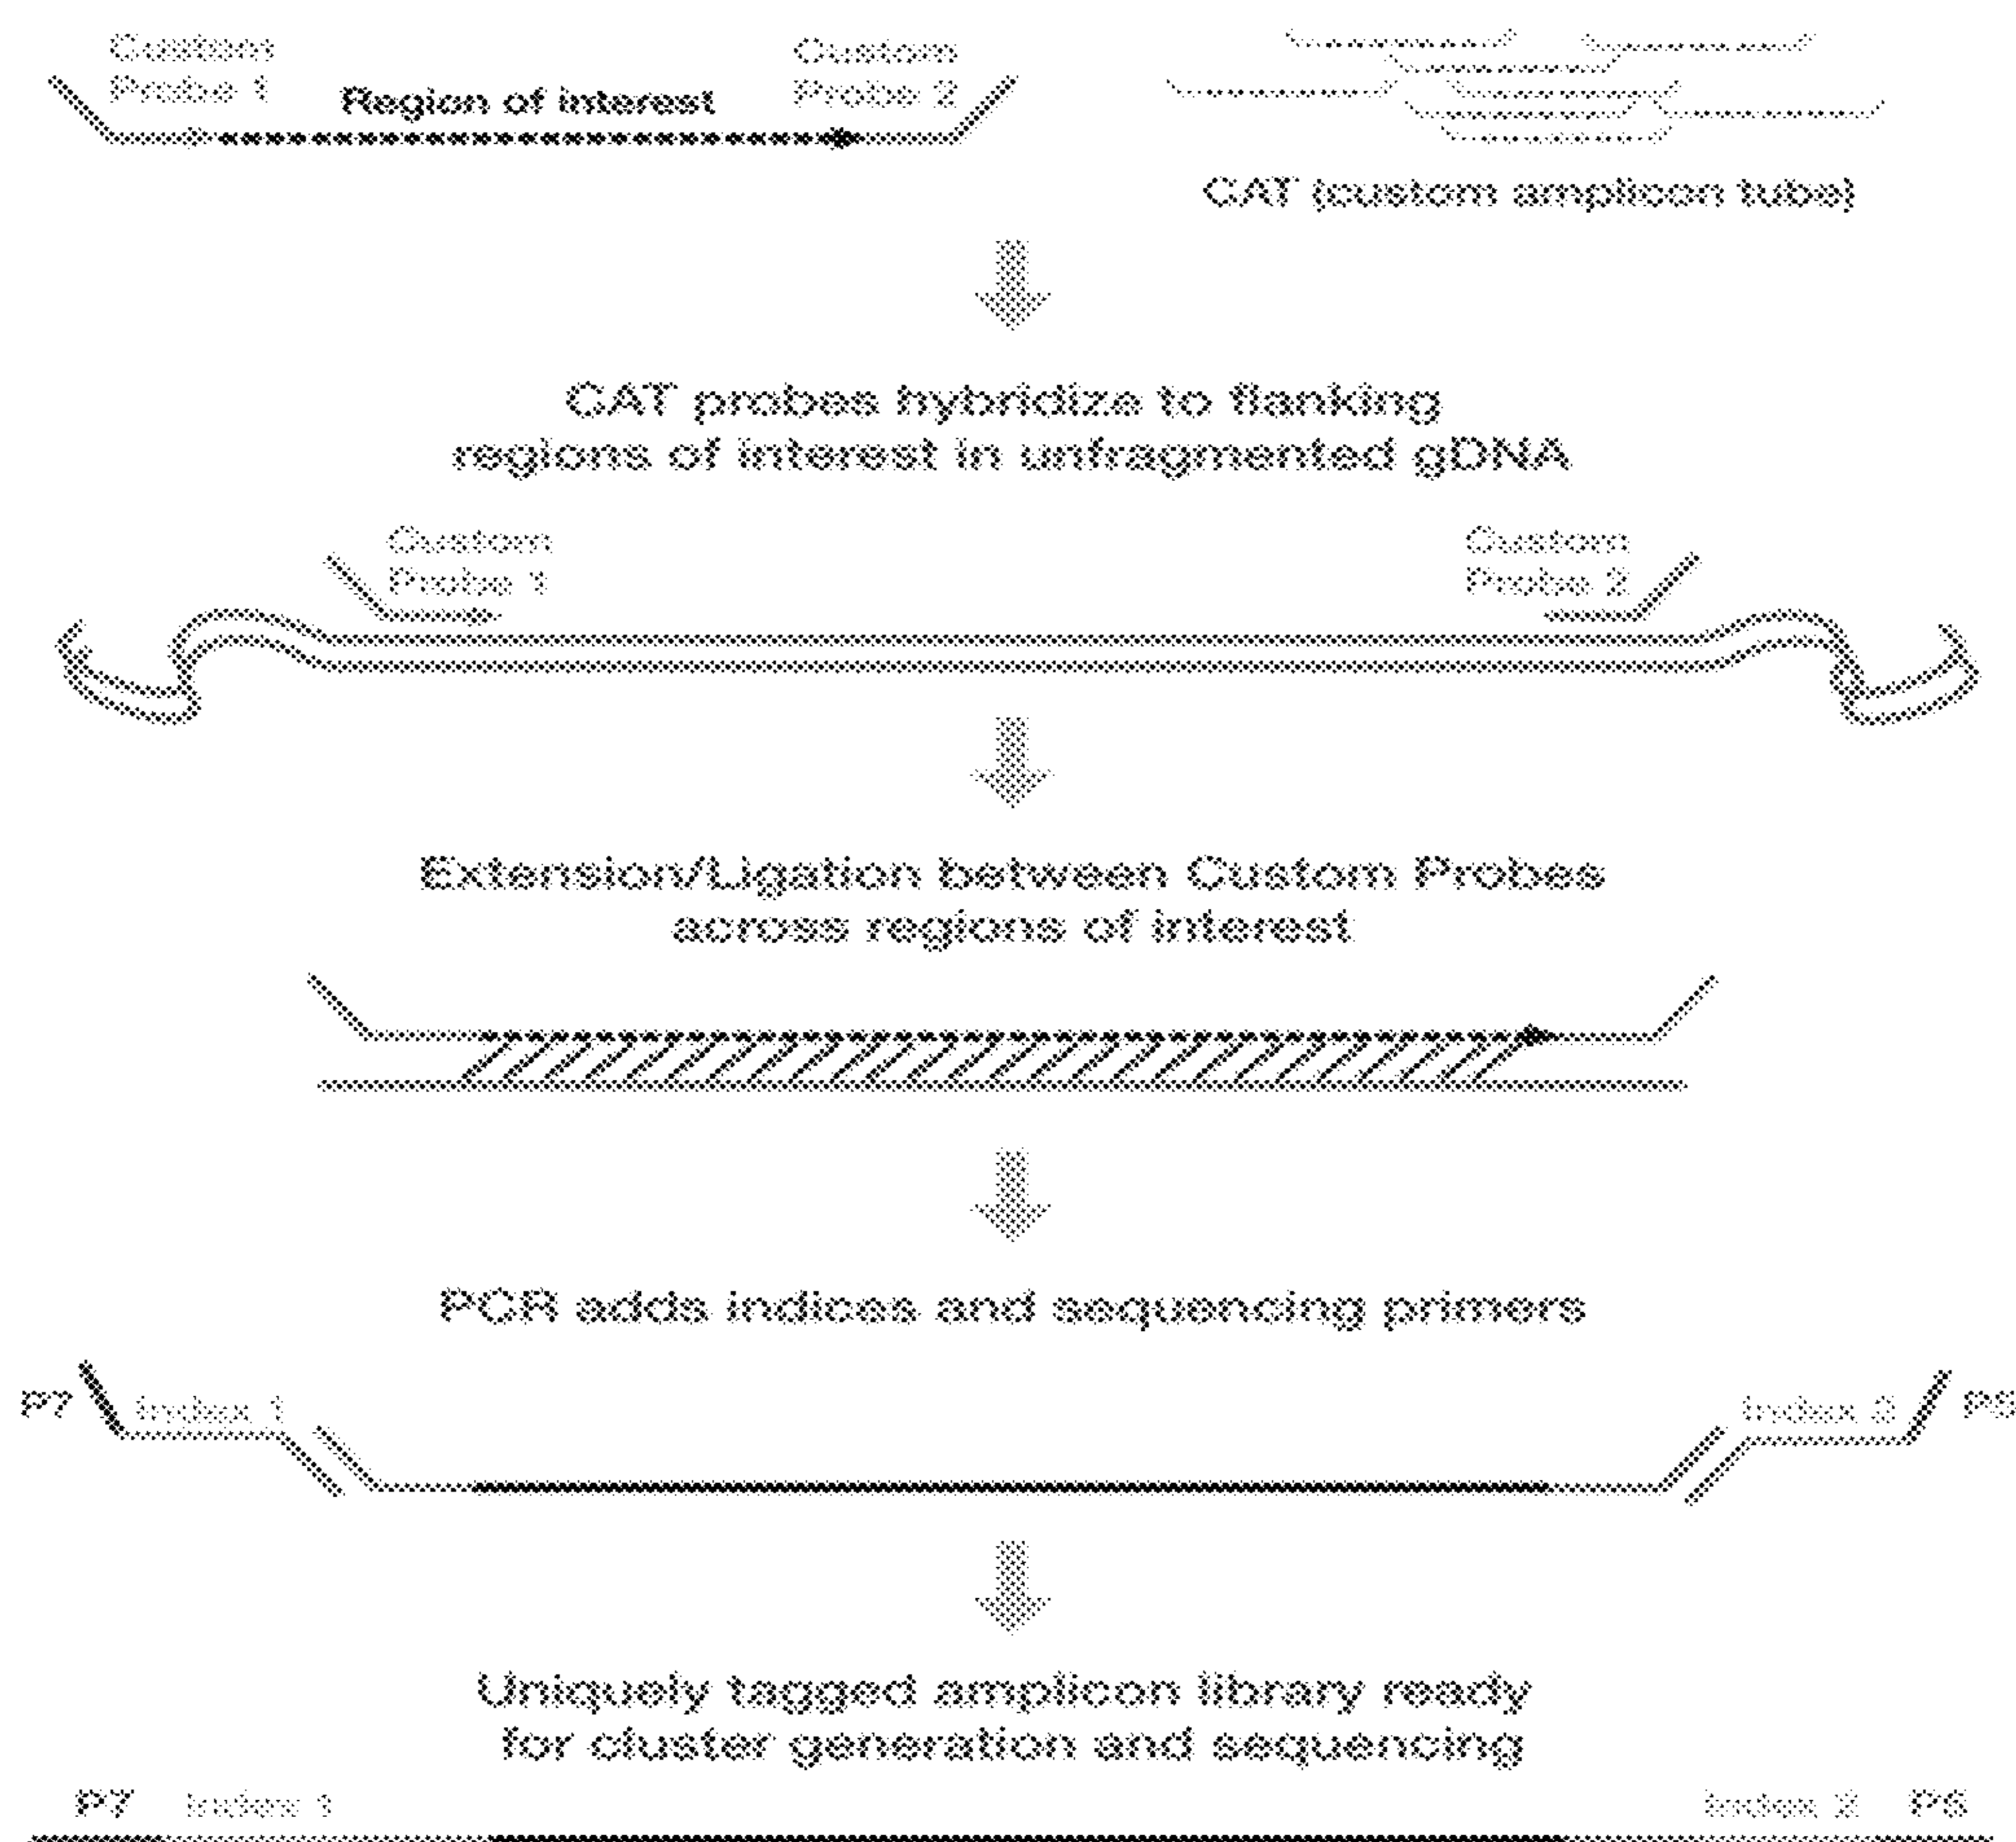 Custom
Probe 1
Region of interest
Custom
Probe 2
CAT (custom amplicon tube)
CAT probes hybridize to flanking
regions of interest in unfragmented gDNA
Custom
Probe 1
Custom
Probe 2
Extension/Ligation between Custom Probes
across regions of interest
PCR adds indices and sequencing primers
P7
Index 1
Index 2
P5
Uniquely tagged amplicon library ready
for cluster generation and sequencing
P7
Index 1
Index 2
P5